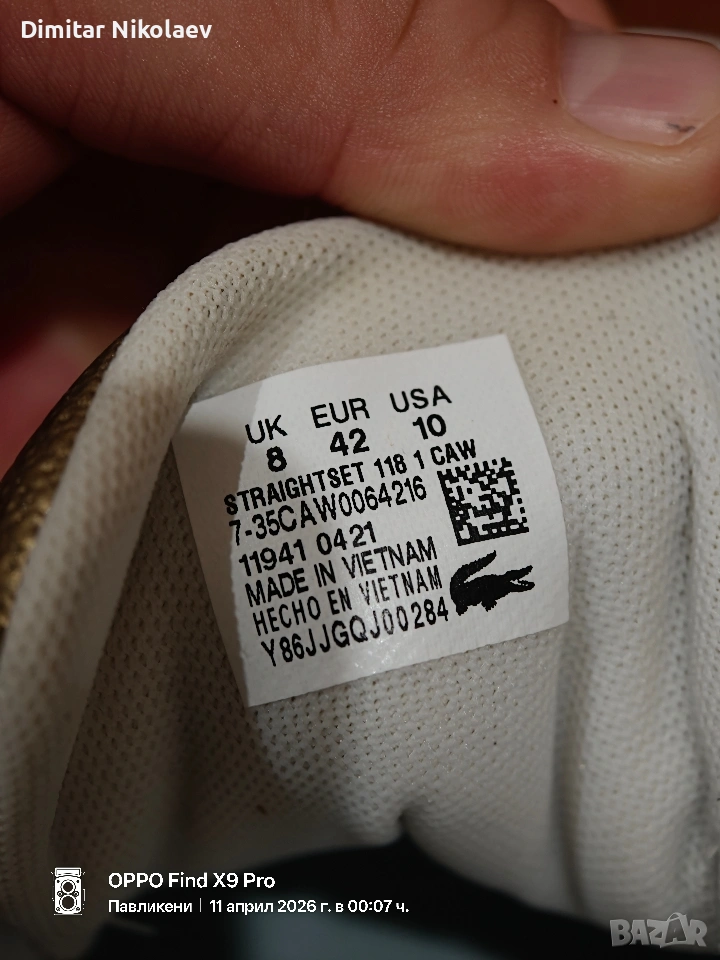 Dimitar Nikolaev
UK EUR USA
8 42 10
STRAIGHTSET 118 1 CAW
7-35CAW0064216
11941 0421
MADE IN VIETNAM
HECHO EN VIETNAM
Y86JJGQJ00284
OPPO Find X9 Pro
Павликени | 11 април 2026 г. в 00:07 ч.
BAZAR